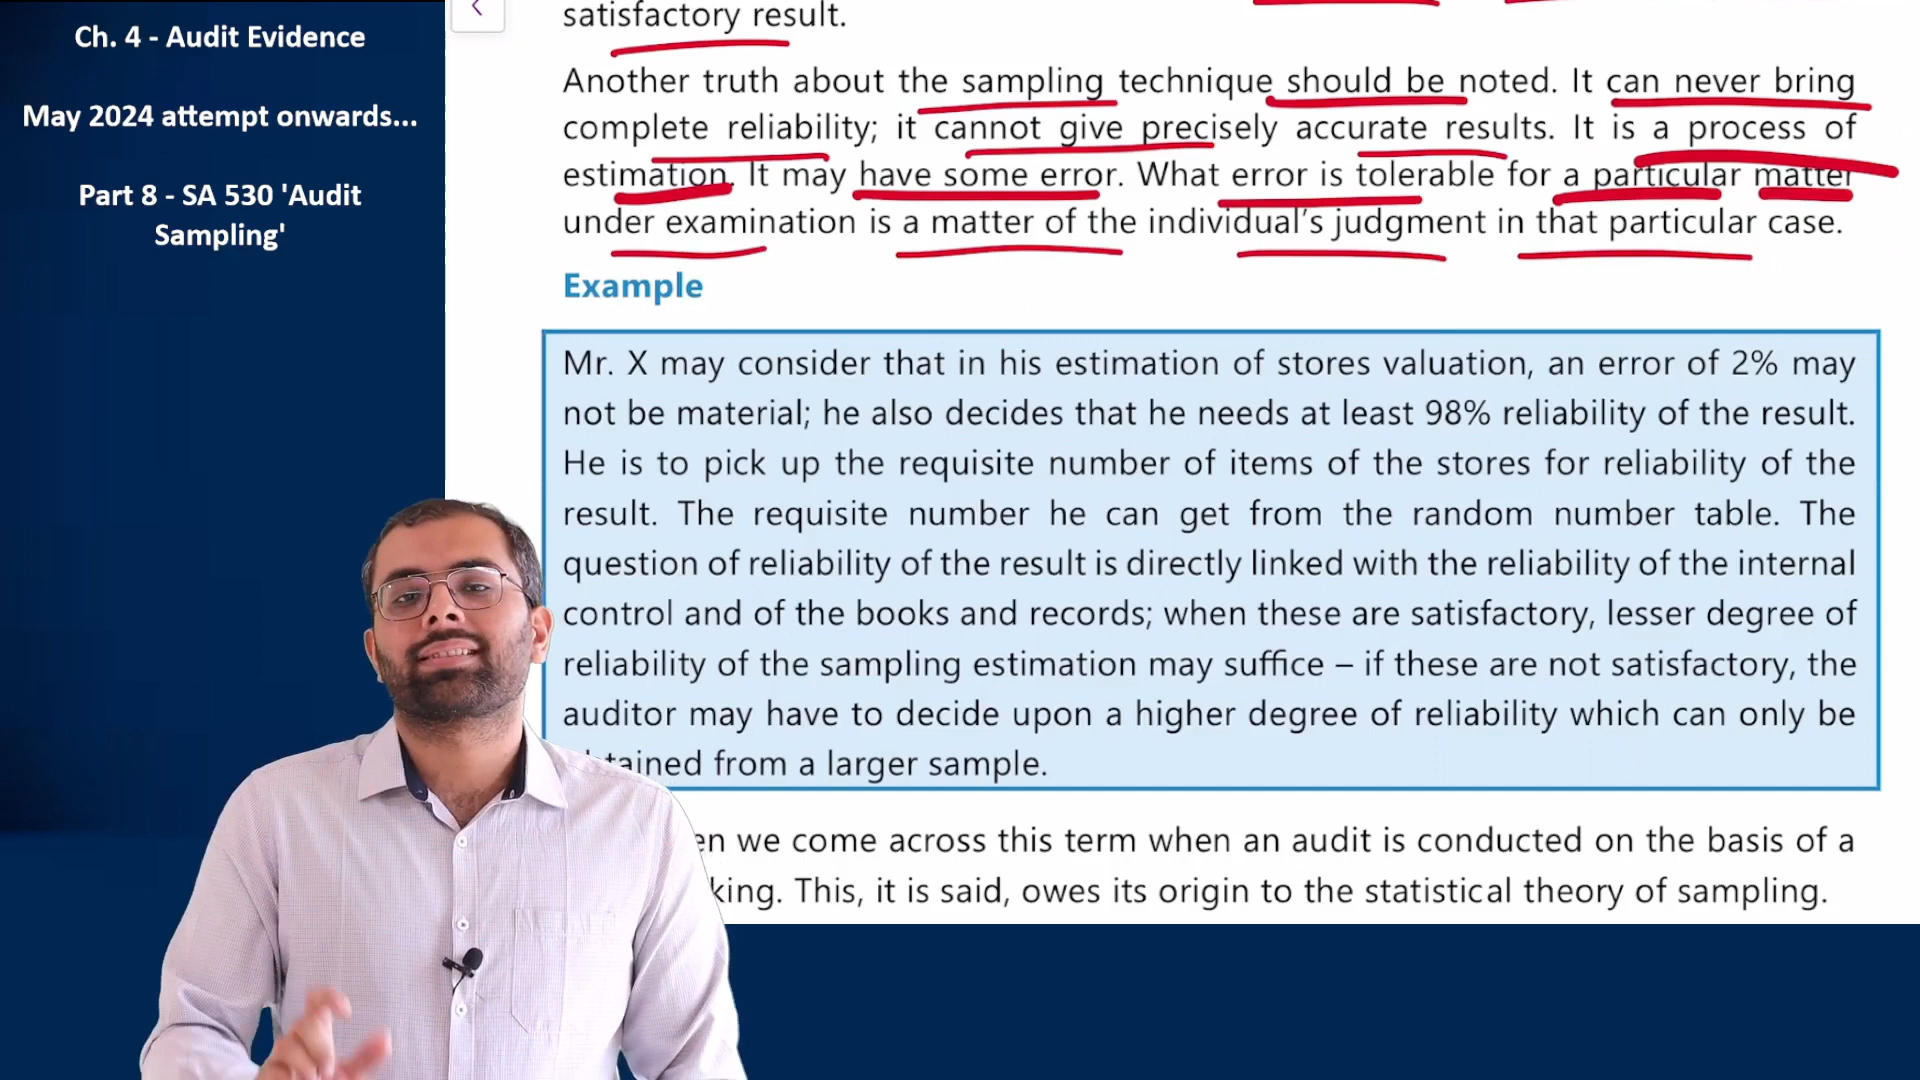 Ch. 4 - Audit Evidence
May 2024 attempt onwards...
Part 8 - SA 530 'Audit
Sampling'
satisfactory result.
Another truth about the sampling technique should be noted. It can never bring
complete reliability; it cannot give precisely accurate results. It is a process of
estimation. It may have some error. What error is tolerable for a particular matter
under examination is a matter of the individual’s judgment in that particular case.
Example
Mr. X may consider that in his estimation of stores valuation, an error of 2% may
not be material; he also decides that he needs at least 98% reliability of the result.
He is to pick up the requisite number of items of the stores for reliability of the
result. The requisite number he can get from the random number table. The
question of reliability of the result is directly linked with the reliability of the internal
control and of the books and records; when these are satisfactory, lesser degree of
reliability of the sampling estimation may suffice – if these are not satisfactory, the
auditor may have to decide upon a higher degree of reliability which can only be
from a larger sample.
we come across this term when an audit is conducted on the basis of a
This, it is said, owes its origin to the statistical theory of sampling.